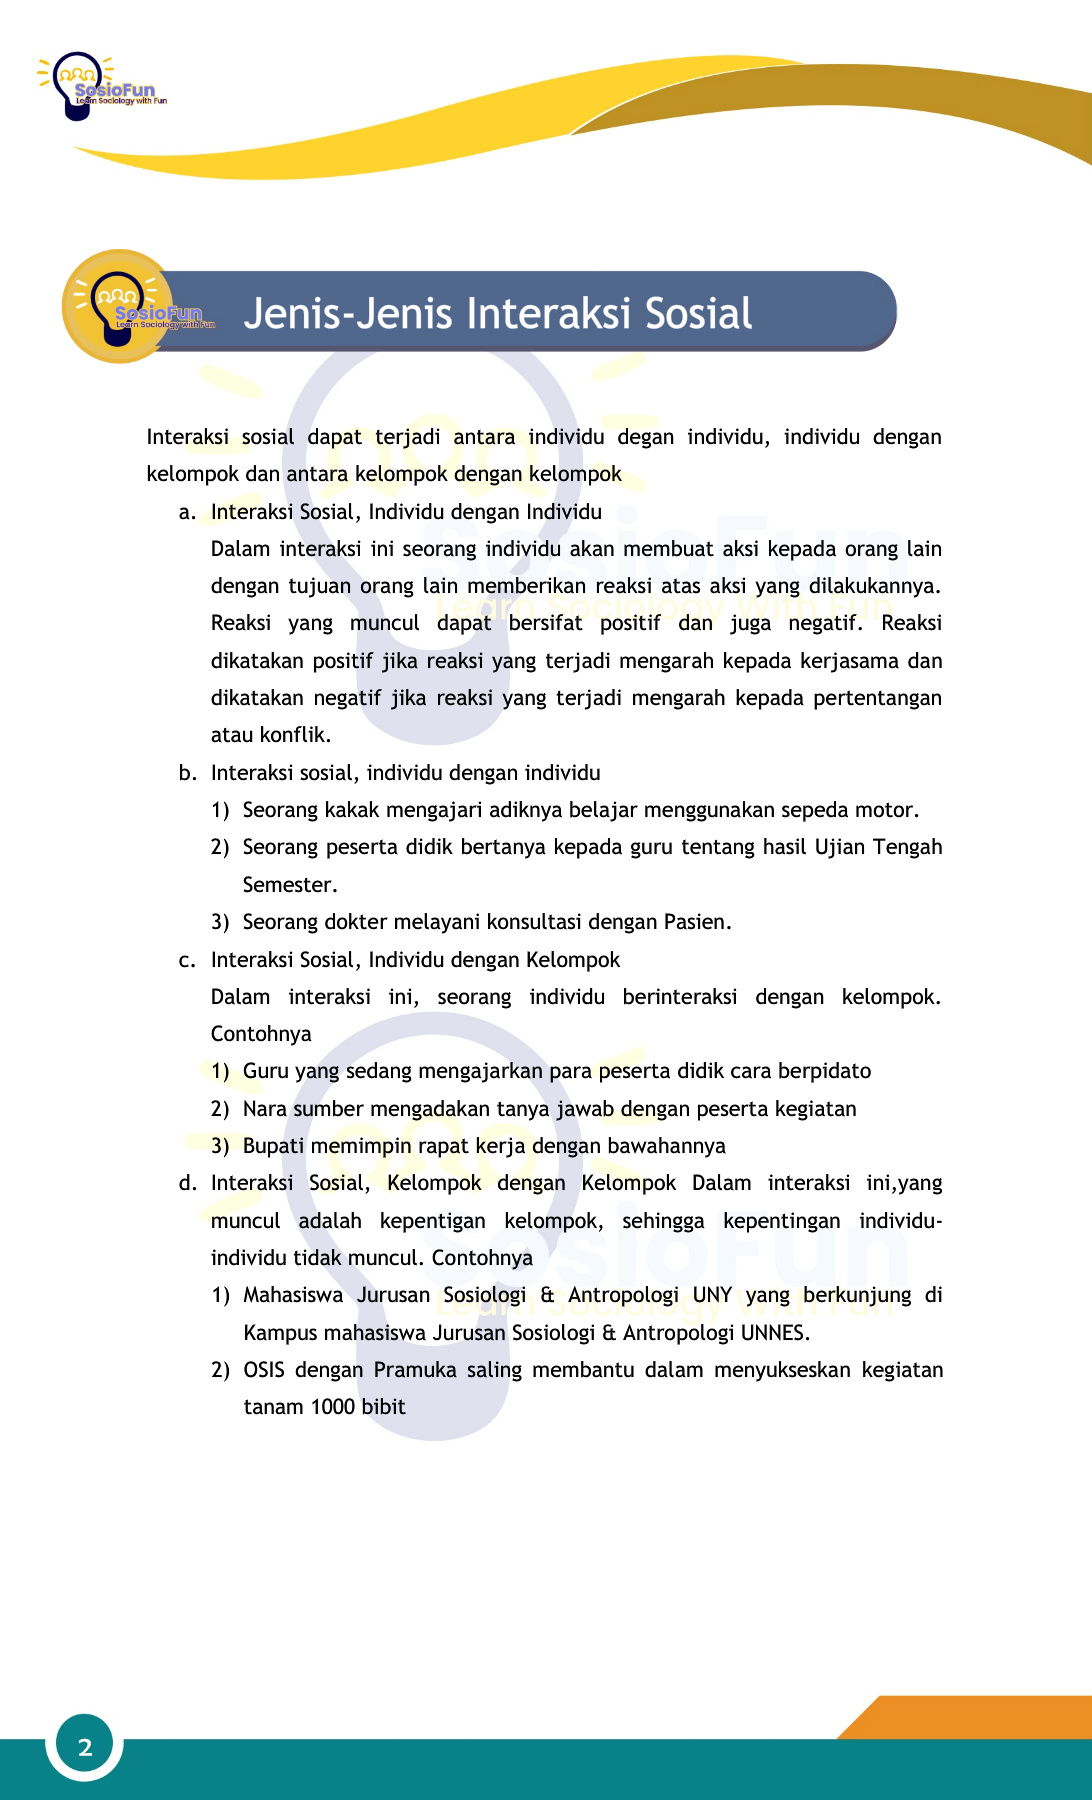 SosioFun
Learn Sociology with Fun
SosioFun
Learn Sociology with Fun
Jenis-Jenis Interaksi Sosial
Interaksi sosial dapat terjadi antara individu degan individu, individu dengan
kelompok dan antara kelompok dengan kelompok
a. Interaksi Sosial, Individu dengan Individu
Dalam interaksi ini seorang individu akan membuat aksi kepada orang lain
dengan tujuan orang lain memberikan reaksi atas aksi yang dilakukannya.
Reaksi yang muncul dapat bersifat positif dan juga negatif. Reaksi
dikatakan positif jika reaksi yang terjadi mengarah kepada kerjasama dan
dikatakan negatif jika reaksi yang terjadi mengarah kepada pertentangan
atau konflik.
b. Interaksi sosial, individu dengan individu
1) Seorang kakak mengajari adiknya belajar menggunakan sepeda motor.
2) Seorang peserta didik bertanya kepada guru tentang hasil Ujian Tengah
Semester.
3) Seorang dokter melayani konsultasi dengan Pasien.
c. Interaksi Sosial, Individu dengan Kelompok
Dalam interaksi ini, seorang individu berinteraksi dengan kelompok.
Contohnya
1) Guru yang sedang mengajarkan para peserta didik cara berpidato
2) Nara sumber mengadakan tanya jawab dengan peserta kegiatan
3) Bupati memimpin rapat kerja dengan bawahannya
d. Interaksi Sosial, Kelompok dengan Kelompok Dalam interaksi ini,yang
muncul adalah kepentigan kelompok, sehingga kepentingan individu-
individu tidak muncul. Contohnya
1) Mahasiswa Jurusan Sosiologi & Antropologi UNY yang berkunjung di
Kampus mahasiswa Jurusan Sosiologi & Antropologi UNNES.
2) OSIS dengan Pramuka saling membantu dalam menyukseskan kegiatan
tanam 1000 bibit
SosioFun
Learn Sociology With Fun
SosioFun
Learn Sociology With Fun
2